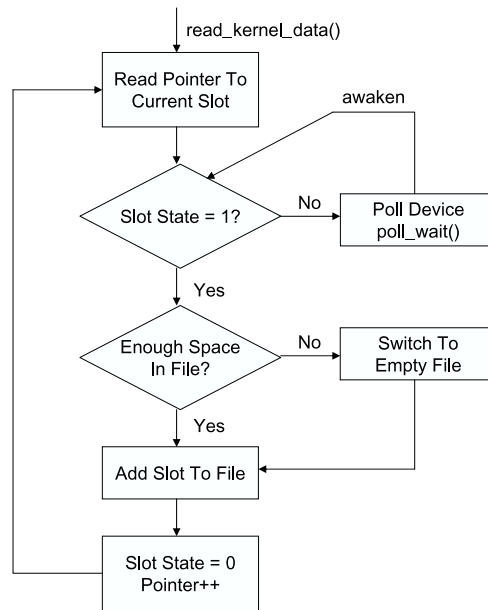 read_kernel_data()
Read Pointer To
Current Slot
awaken
Slot State = 1?
No
Poll Device
poll_wait()
Yes
Enough Space
In File?
No
Switch To
Empty File
Yes
Add Slot To File
Slot State = 0
Pointer++